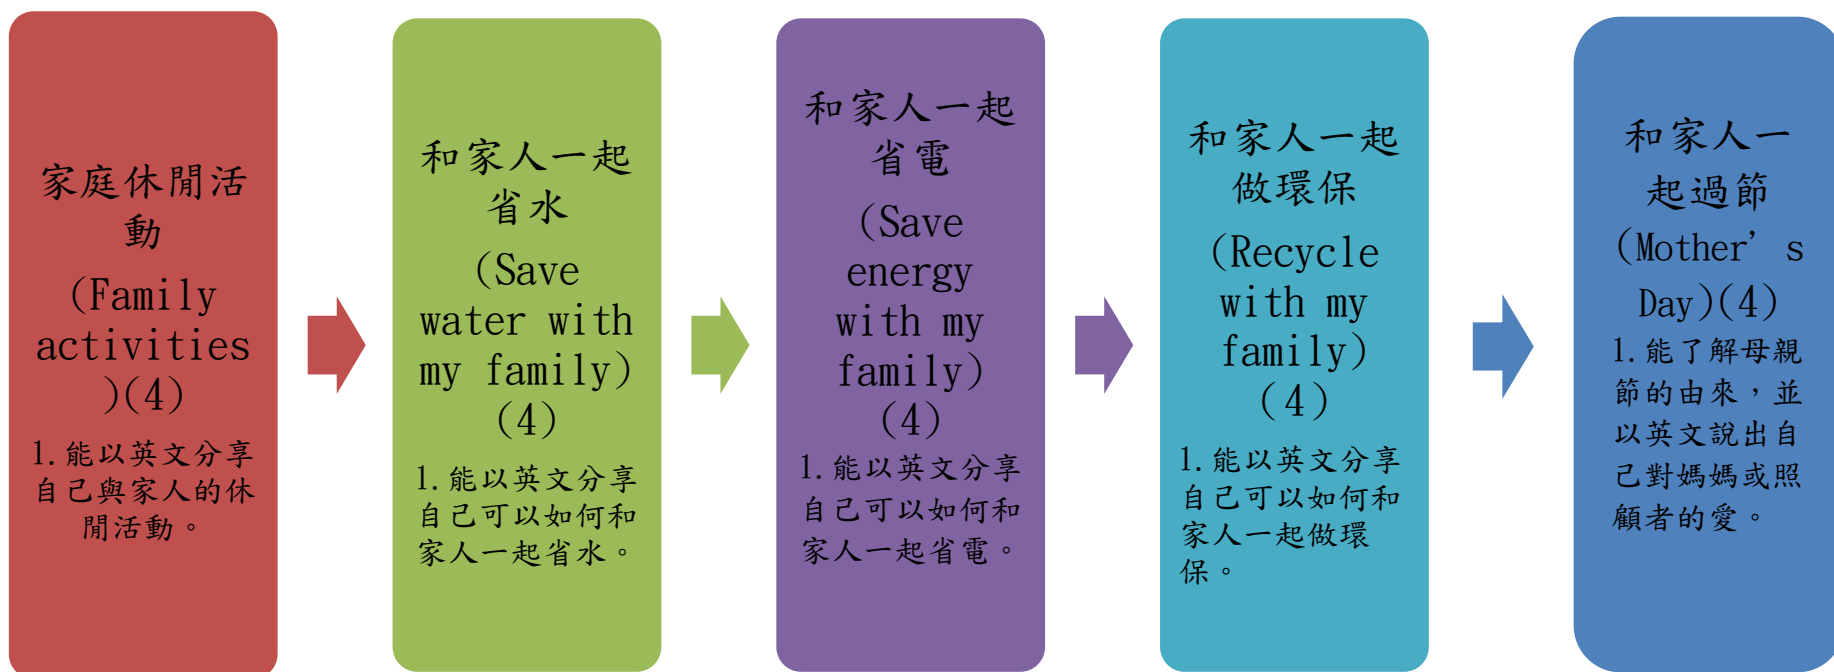 家庭休閒活
動
(Family
activities
)(4)
1.能以英文分享
自己與家人的休
閒活動。
和家人一起
省水
(Save
water with
my family)
(4)
1.能以英文分享
自己可以如何和
家人一起省水。
和家人一起
省電
(Save
energy
with my
family)
(4)
1.能以英文分享
自己可以如何和
家人一起省電。
和家人一起
做環保
(Recycle
with my
family)
(4)
1.能以英文分享
自己可以如何和
家人一起做環
保。
和家人一
起過節
(Mother’s
Day)(4)
1.能了解母親
節的由來，並
以英文說出自
己對媽媽或照
顧者的愛。